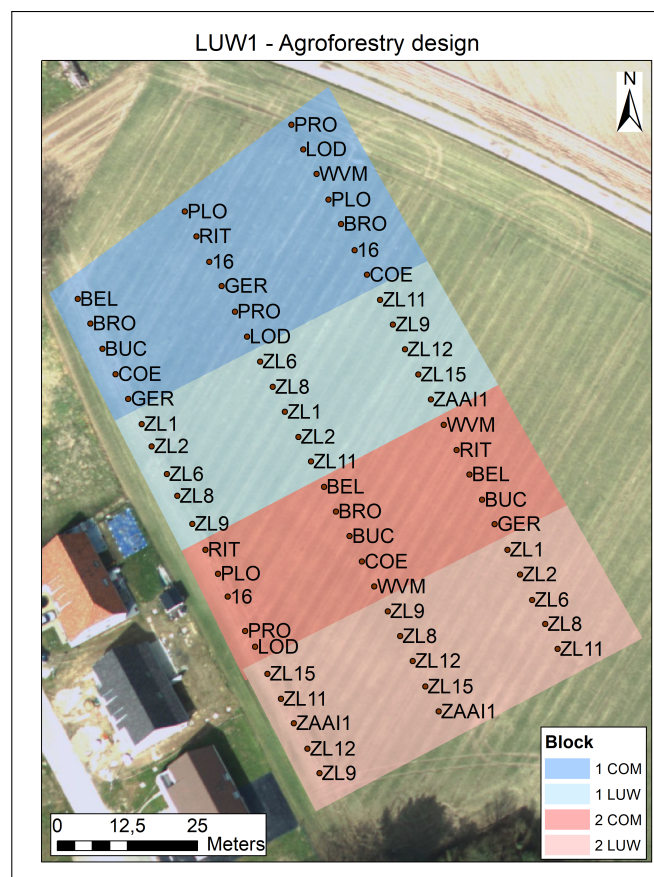 LUW1 - Agroforestry design
N
PRO
LOD
WVM
PLO
BRO
16
COE
ZL11
ZL9
ZL12
ZL15
ZAAI1
WVM
RIT
BEL
BUC
GER
ZL1
ZL2
ZL6
ZL8
ZL11
PLO
RIT
16
GER
PRO
LOD
ZL6
ZL8
ZL1
ZL2
ZL11
BEL
BRO
BUC
COE
WVM
ZL9
ZL8
ZL12
ZL15
ZAAI1
BEL
BRO
BUC
COE
GER
ZL1
ZL2
ZL6
ZL8
ZL9
RIT
PLO
16
PRO
LOD
ZL15
ZL11
ZAAI1
ZL12
ZL9
0 12,5 25
Meters
Block
1 COM
1 LUW
2 COM
2 LUW